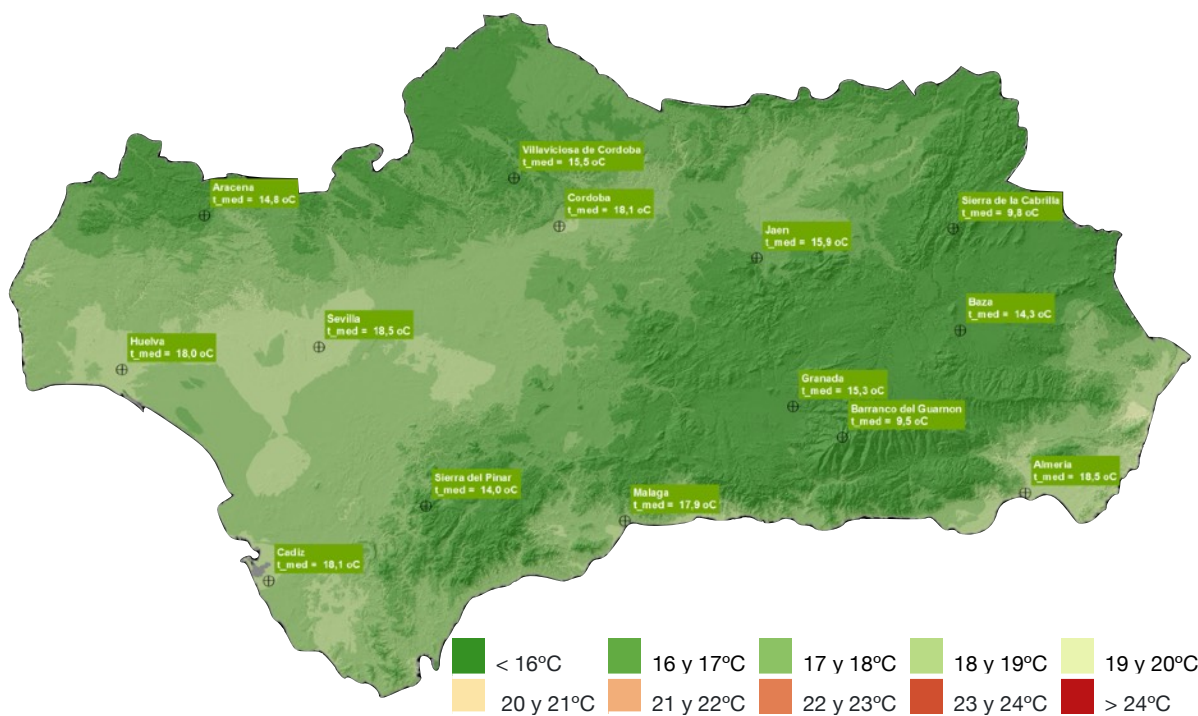 Villaviciosa de Cordoba
t_med = 15,5 oC
Aracena
t_med = 14,8 oC
Cordoba
t_med = 18,1 oC
Sierra de la Cabrilla
t_med = 9,8 oC
Jaen
t_med = 15,9 oC
Baza
t_med = 14,3 oC
Sevilla
t_med = 18,5 oC
Huelva
t_med = 18,0 oC
Granada
t_med = 15,3 oC
Barranco del Guarnon
t_med = 9,5 oC
Almeria
t_med = 18,5 oC
Sierra del Pinar
t_med = 14,0 oC
Malaga
t_med = 17,9 oC
Cadiz
t_med = 18,1 oC
< 16ºC 16 y 17ºC 17 y 18ºC 18 y 19ºC 19 y 20ºC
20 y 21ºC 21 y 22ºC 22 y 23ºC 23 y 24ºC > 24ºC